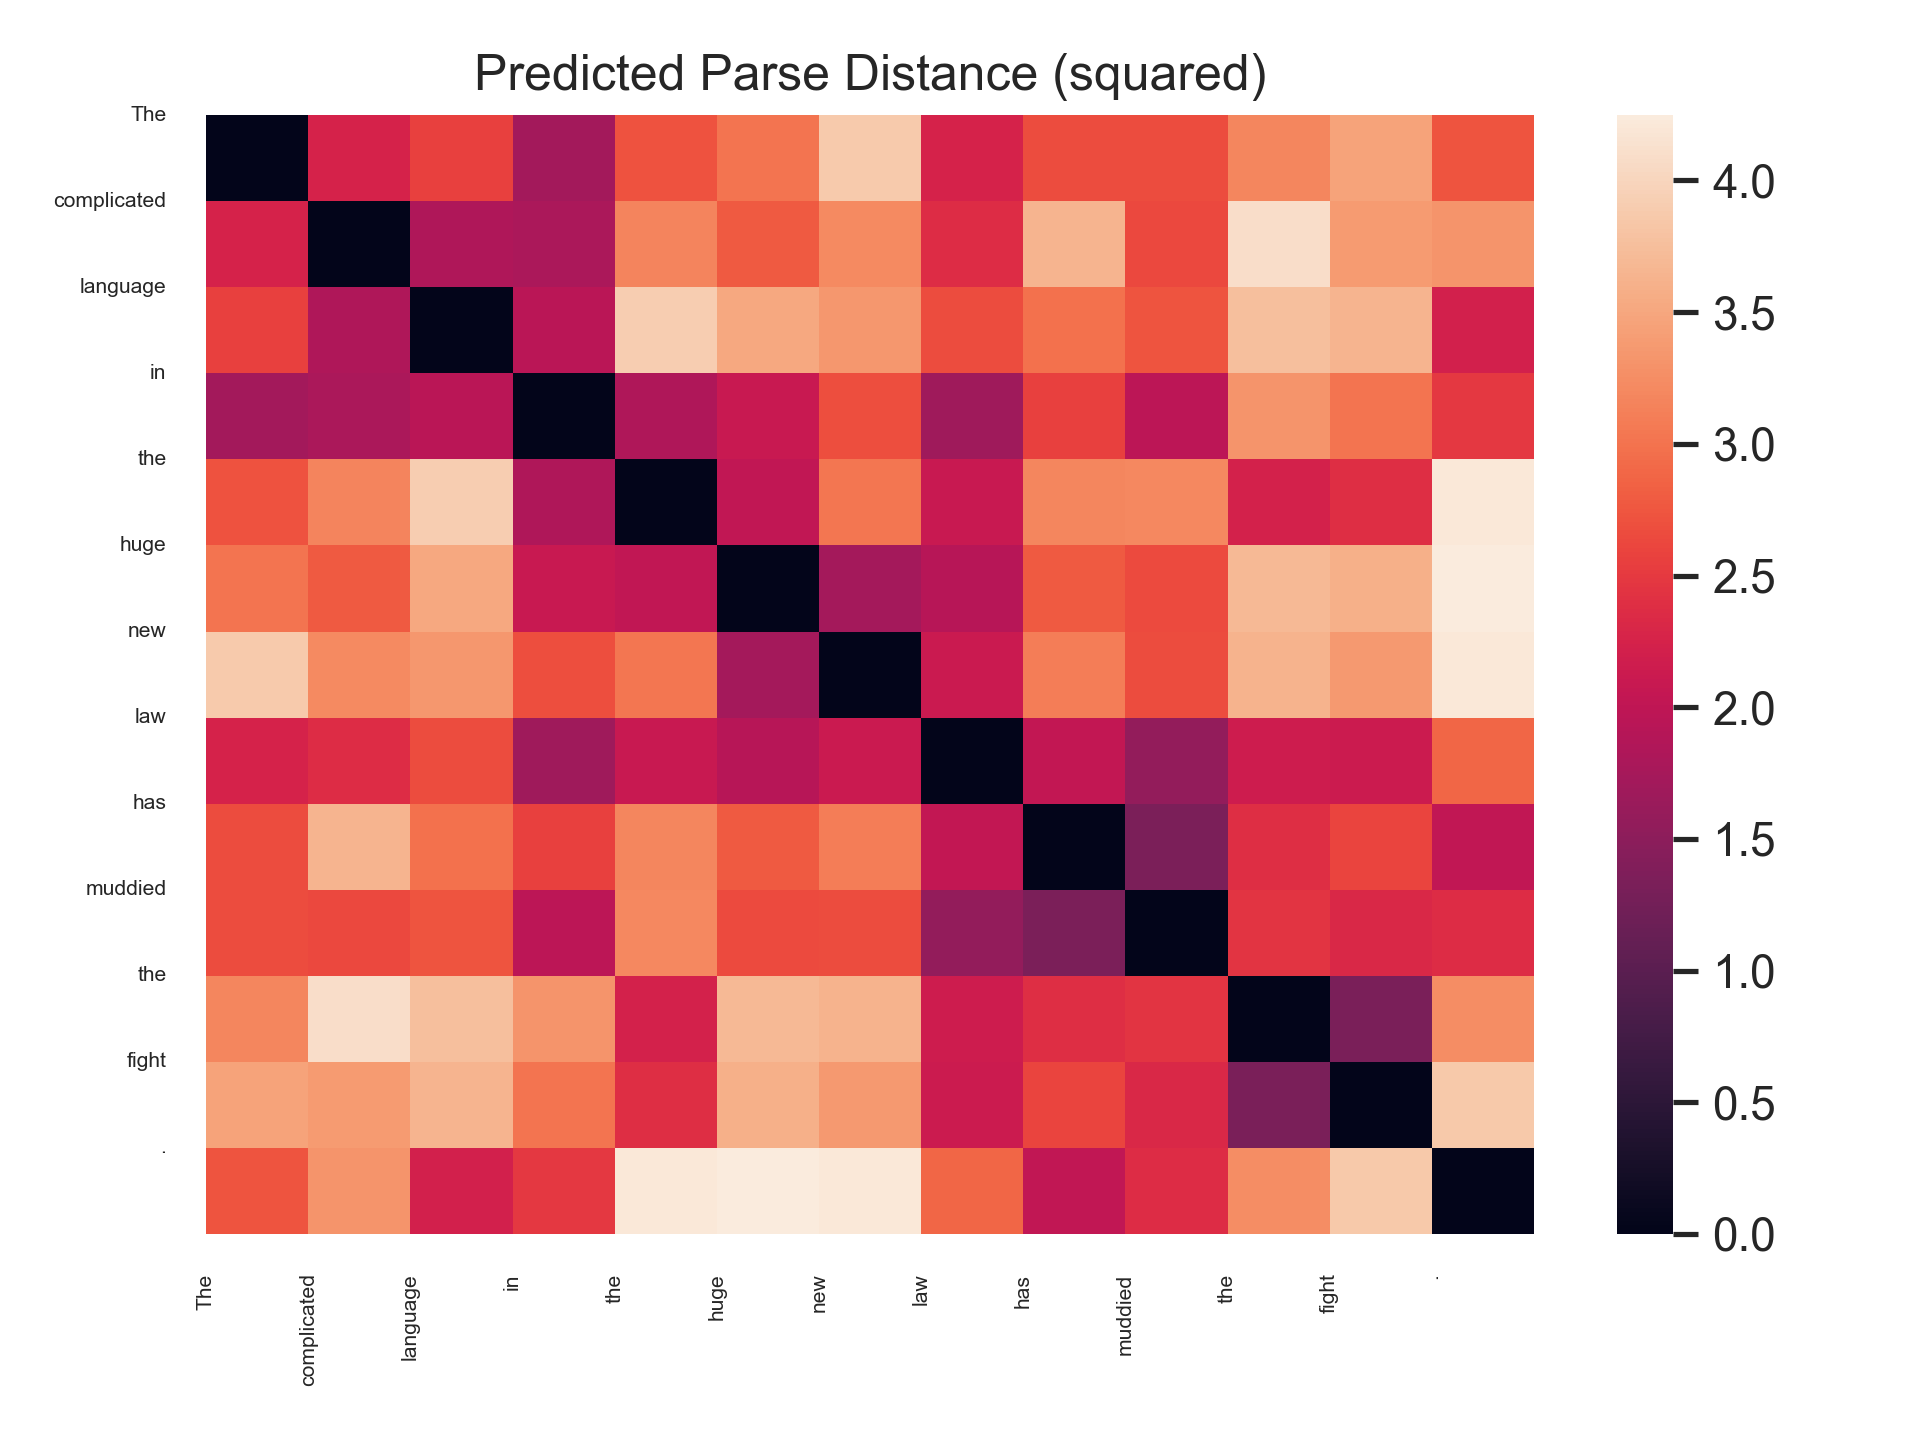 Predicted Parse Distance (squared)
The
complicated
language
in
the
huge
new
law
has
muddied
the
fight
.
4.0
3.5
3.0
2.5
2.0
1.5
1.0
0.5
0.0
The
complicated
language
in
the
huge
new
law
has
muddied
the
fight
.